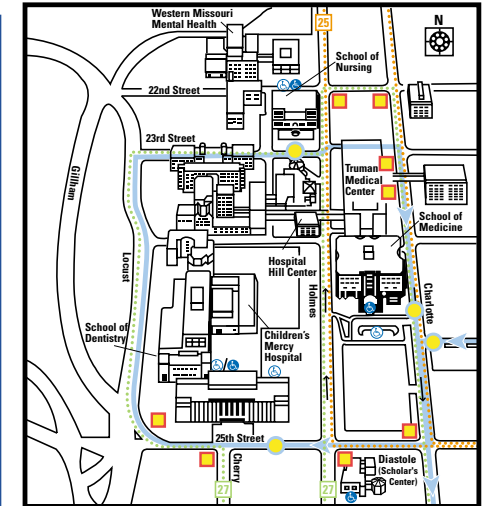 Western Missouri
Mental Health
25
N
School of
Nursing
22nd Street
23rd Street
Truman
Medical
Center
Gillham
School of
Medicine
Locust
Hospital
Hill Center
Holmes
Charlotte
School of
Dentistry
Children's
Mercy
Hospital
/
25th Street
Cherry
Diastole
(Scholar's
Center)
27
27